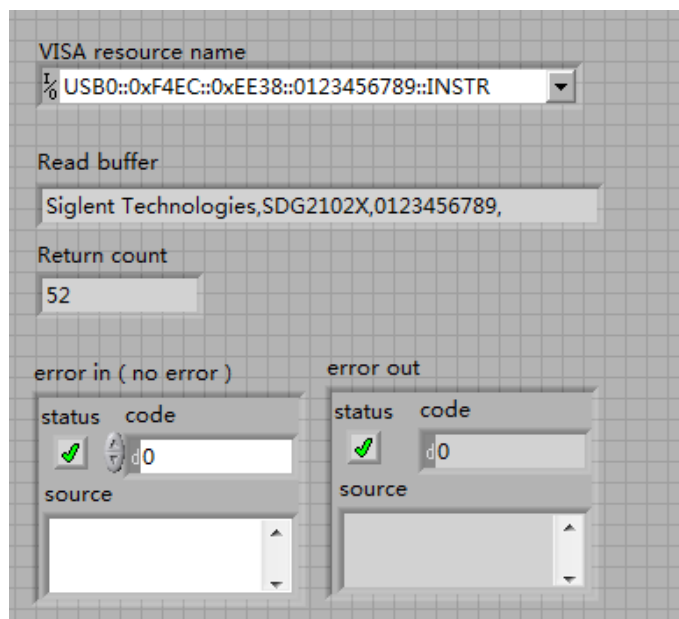 VISA resource name
I/O USB0::0xF4EC::0xEE38::0123456789::INSTR
Read buffer
Siglent Technologies,SDG2102X,0123456789,
Return count
52
error in ( no error )
status code
d 0
source
error out
status code
d 0
source